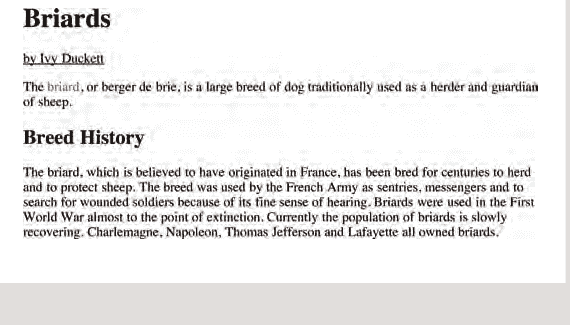 Briards
by Ivy Duckett
The briard, or berger de brie, is a large breed of dog traditionally used as a herder and guardian
of sheep.
Breed History
The briard, which is believed to have originated in France, has been bred for centuries to herd
and to protect sheep. The breed was used by the French Army as sentries, messengers and to
search for wounded soldiers because of its fine sense of hearing. Briards were used in the First
World War almost to the point of extinction. Currently the population of briards is slowly
recovering. Charlemagne, Napoleon, Thomas Jefferson and Lafayette all owned briards.